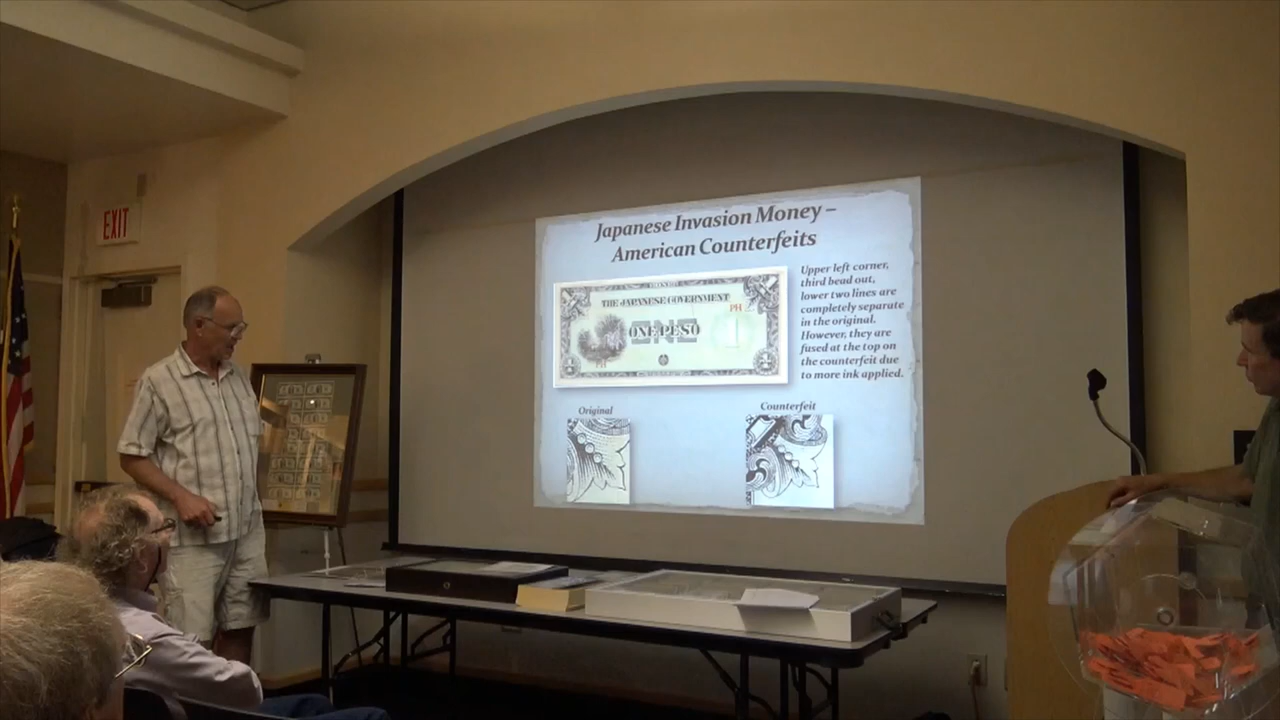 EXIT
Japanese Invasion Money –
American Counterfeits
THE JAPANESE GOVERNMENT
PH
ONE PESO
1
PH
Upper left corner,
third bead out,
lower two lines are
completely separate
in the original.
However, they are
fused at the top on
the counterfeit due
to more ink applied.
Original
Counterfeit